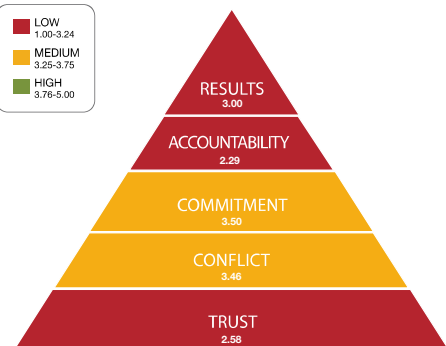 LOW
1.00-3.24
MEDIUM
3.25-3.75
HIGH
3.76-5.00
RESULTS
3.00
ACCOUNTABILITY
2.29
COMMITMENT
3.50
CONFLICT
3.46
TRUST
2.58